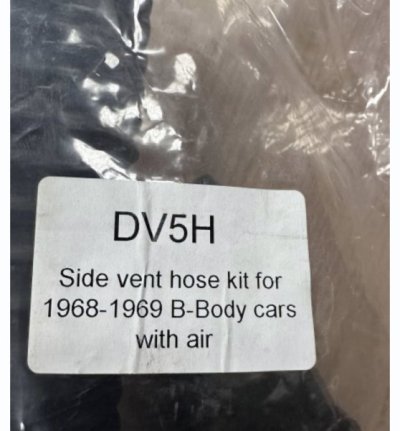 DV5H
Side vent hose kit for
1968-1969 B-Body cars
with air